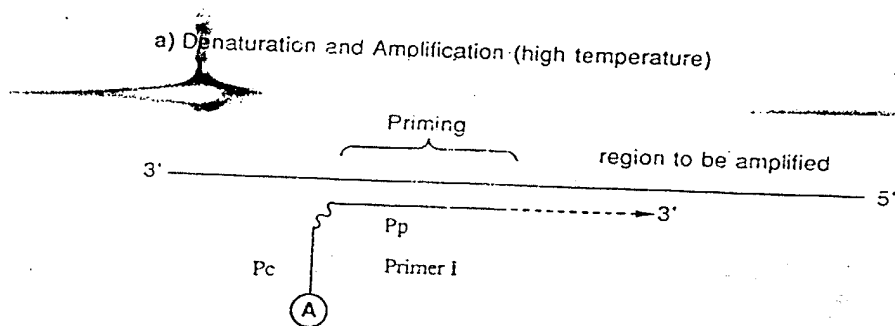 a) Denaturation and Amplification (high temperature)
Priming
region to be amplified
3'
5'
3'
Pp
Pc
Primer I
A